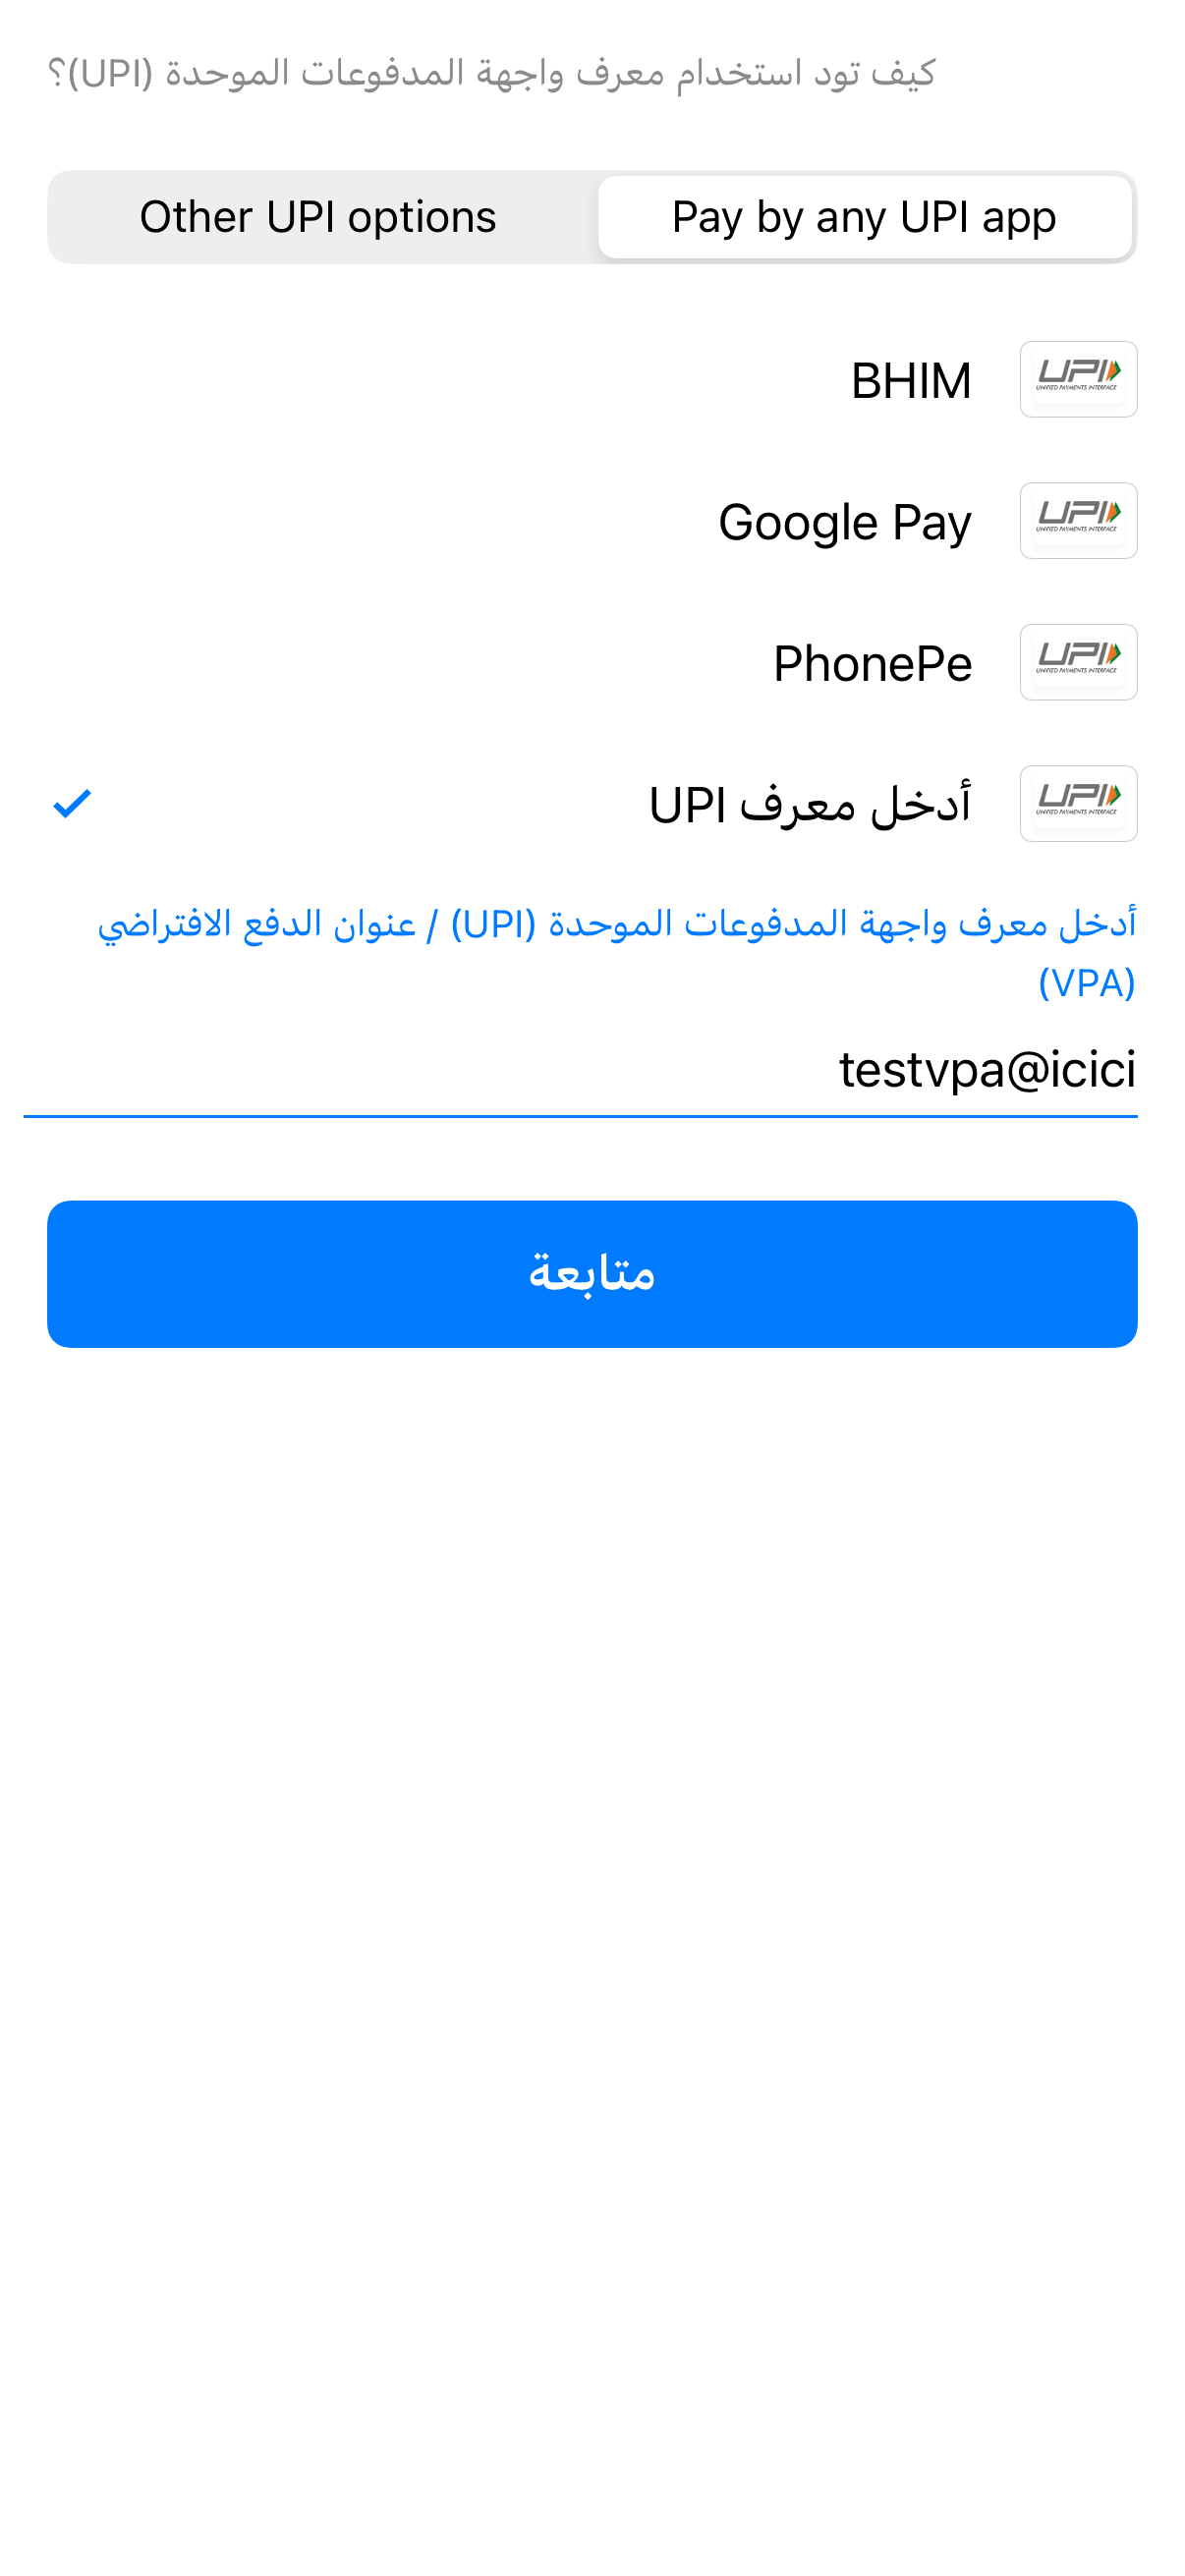 كيف تود استخدام معرف واجهة المدفوعات الموحدة (UPI)؟
Pay by any UPI app
Other UPI options
UPI
UNIFIED PAYMENTS INTERFACE
BHIM
UPI
UNIFIED PAYMENTS INTERFACE
Google Pay
UPI
UNIFIED PAYMENTS INTERFACE
PhonePe
UPI
UNIFIED PAYMENTS INTERFACE
أدخل معرف UPI
أدخل معرف واجهة المدفوعات الموحدة (UPI) / عنوان الدفع الافتراضي
(VPA)
testvpa@icici
متابعة